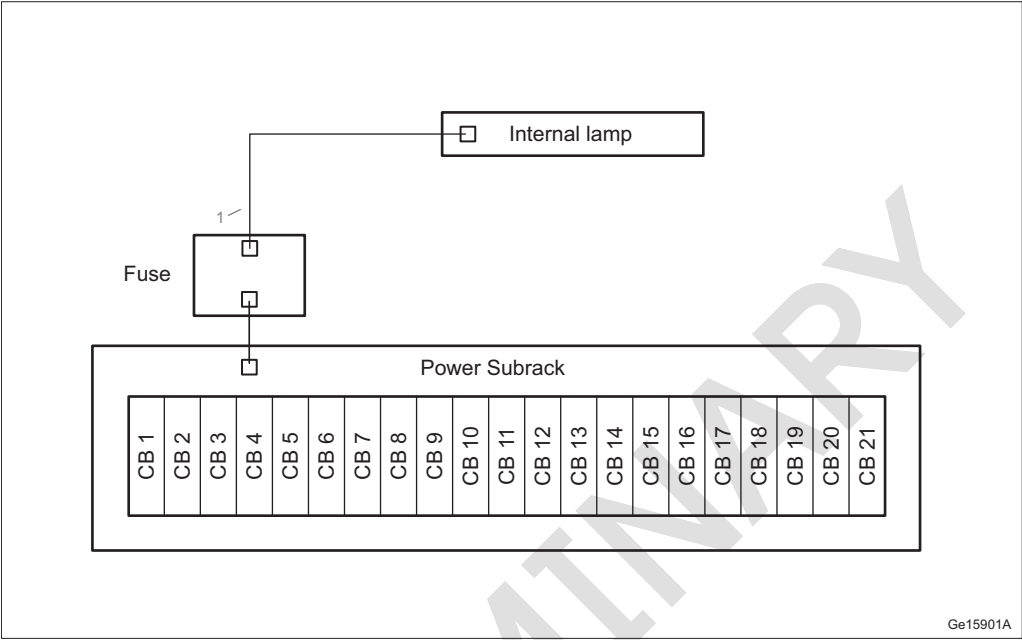 Internal lamp
1
Fuse
Power Subrack
CB 1
CB 2
CB 3
CB 4
CB 5
CB 6
CB 7
CB 8
CB 9
CB 10
CB 11
CB 12
CB 13
CB 14
CB 15
CB 16
CB 17
CB 18
CB 19
CB 20
CB 21
MINARY
Ge15901A